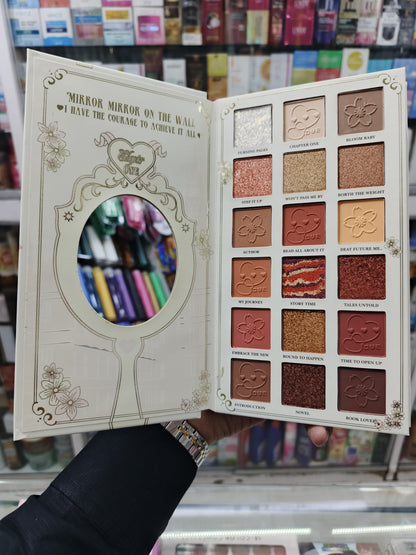 MIRROR MIRROR ON THE WALL
I HAVE THE COURAGE TO ACHIEVE IT ALL
TURNING PAGES
CHAPTER ONE
BLOOM BABY
STEP IT UP
WON'T PASS ME BY
WORTH THE WEIGHT
AUTHOR
READ ALL ABOUT IT
DEAR FUTURE ME..
MY JOURNEY
STORY TIME
TALES UNTOLD
EMBRACE THE NEW
BOUND TO HAPPEN
TIME TO OPEN UP
INTRODUCTION
NOVEL
BOOK LOVER